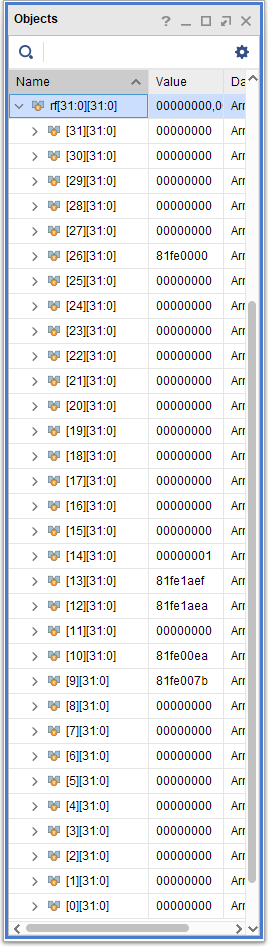 Objects ? _ □ ✕
Name Value Da
rf[31:0][31:0] 00000000,0 Arr
[31][31:0] 00000000 Arr
[30][31:0] 00000000 Arr
[29][31:0] 00000000 Arr
[28][31:0] 00000000 Arr
[27][31:0] 00000000 Arr
[26][31:0] 81fe0000 Arr
[25][31:0] 00000000 Arr
[24][31:0] 00000000 Arr
[23][31:0] 00000000 Arr
[22][31:0] 00000000 Arr
[21][31:0] 00000000 Arr
[20][31:0] 00000000 Arr
[19][31:0] 00000000 Arr
[18][31:0] 00000000 Arr
[17][31:0] 00000000 Arr
[16][31:0] 00000000 Arr
[15][31:0] 00000000 Arr
[14][31:0] 00000001 Arr
[13][31:0] 81fe1aef Arr
[12][31:0] 81fe1aea Arr
[11][31:0] 00000000 Arr
[10][31:0] 81fe00ea Arr
[9][31:0] 81fe007b Arr
[8][31:0] 00000000 Arr
[7][31:0] 00000000 Arr
[6][31:0] 00000000 Arr
[5][31:0] 00000000 Arr
[4][31:0] 00000000 Arr
[3][31:0] 00000000 Arr
[2][31:0] 00000000 Arr
[1][31:0] 00000000 Arr
[0][31:0] 00000000 Arr